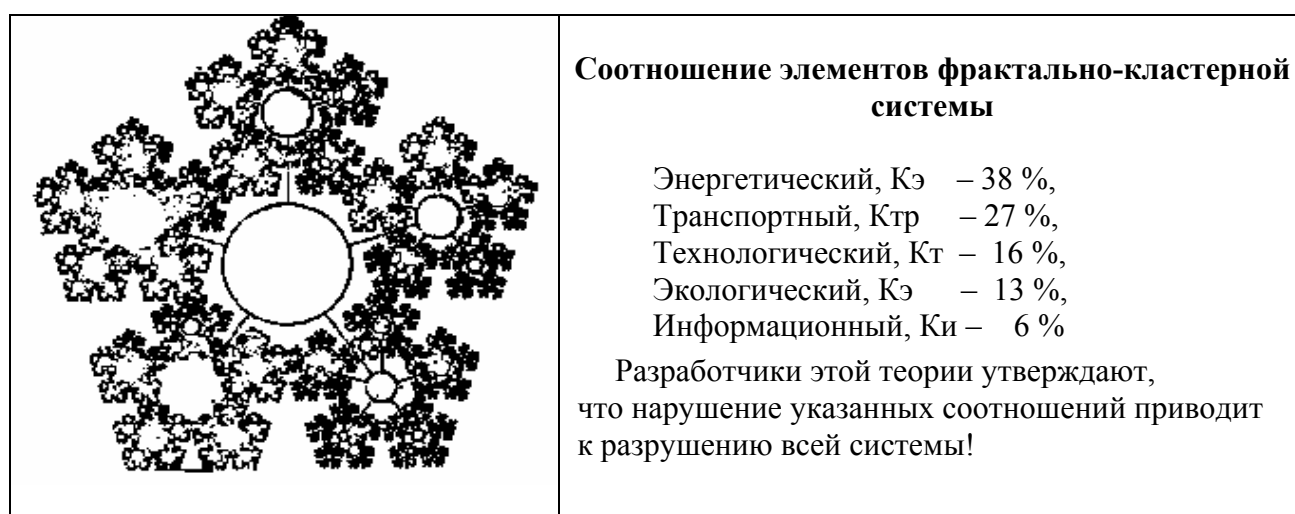 Соотношение элементов фрактально-кластерной
системы
Энергетический, Кэ – 38 %,
Транспортный, Ктр – 27 %,
Технологический, Кт – 16 %,
Экологический, Кэ – 13 %,
Информационный, Ки – 6 %
Разработчики этой теории утверждают,
что нарушение указанных соотношений приводит
к разрушению всей системы!